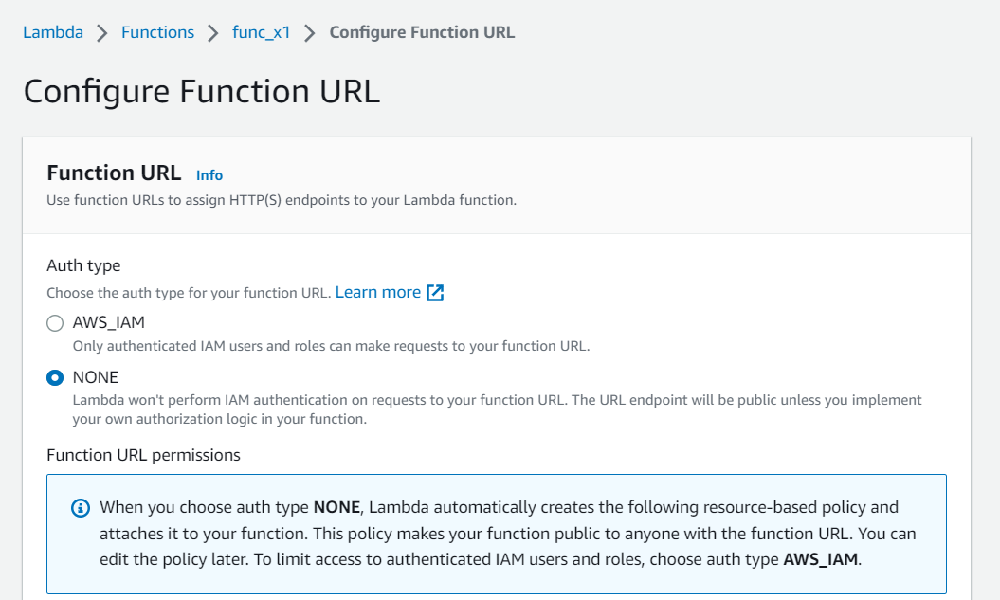 Lambda > Functions > func_x1 > Configure Function URL
Configure Function URL
Function URL Info
Use function URLs to assign HTTP(S) endpoints to your Lambda function.
Auth type
Choose the auth type for your function URL. Learn more
AWS_IAM
Only authenticated IAM users and roles can make requests to your function URL.
NONE
Lambda won't perform IAM authentication on requests to your function URL. The URL endpoint will be public unless you implement
your own authorization logic in your function.
Function URL permissions
When you choose auth type NONE, Lambda automatically creates the following resource-based policy and
attaches it to your function. This policy makes your function public to anyone with the function URL. You can
edit the policy later. To limit access to authenticated IAM users and roles, choose auth type AWS_IAM.